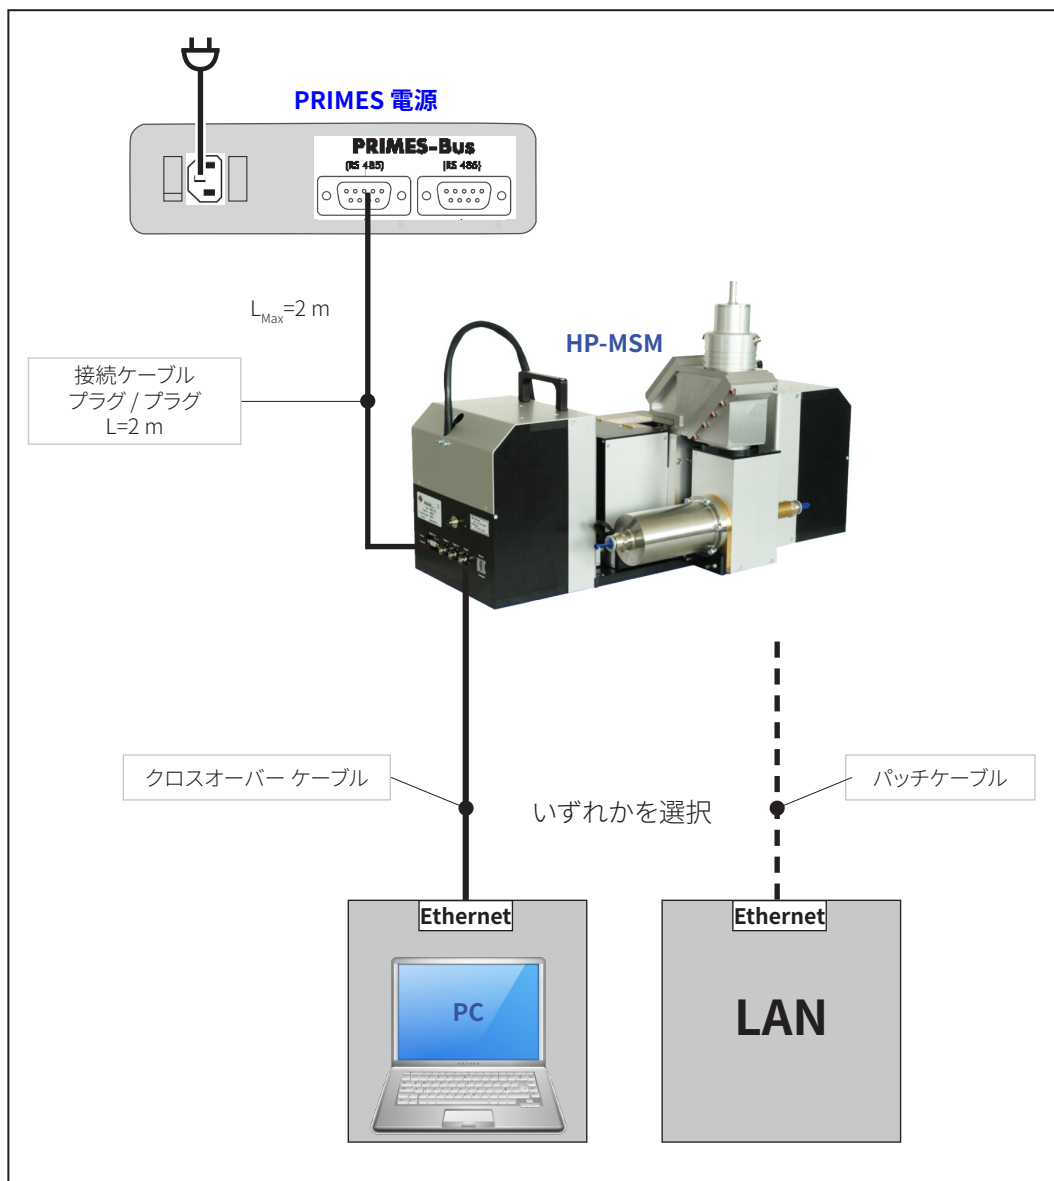 PRIMES 電源
PRIMES-Bus
(RS 485)
(RS 485)
LMax=2 m
HP-MSM
接続ケーブル
プラグ / プラグ
L=2 m
クロスオーバー ケーブル
いずれかを選択
パッチケーブル
Ethernet
Ethernet
PC
LAN